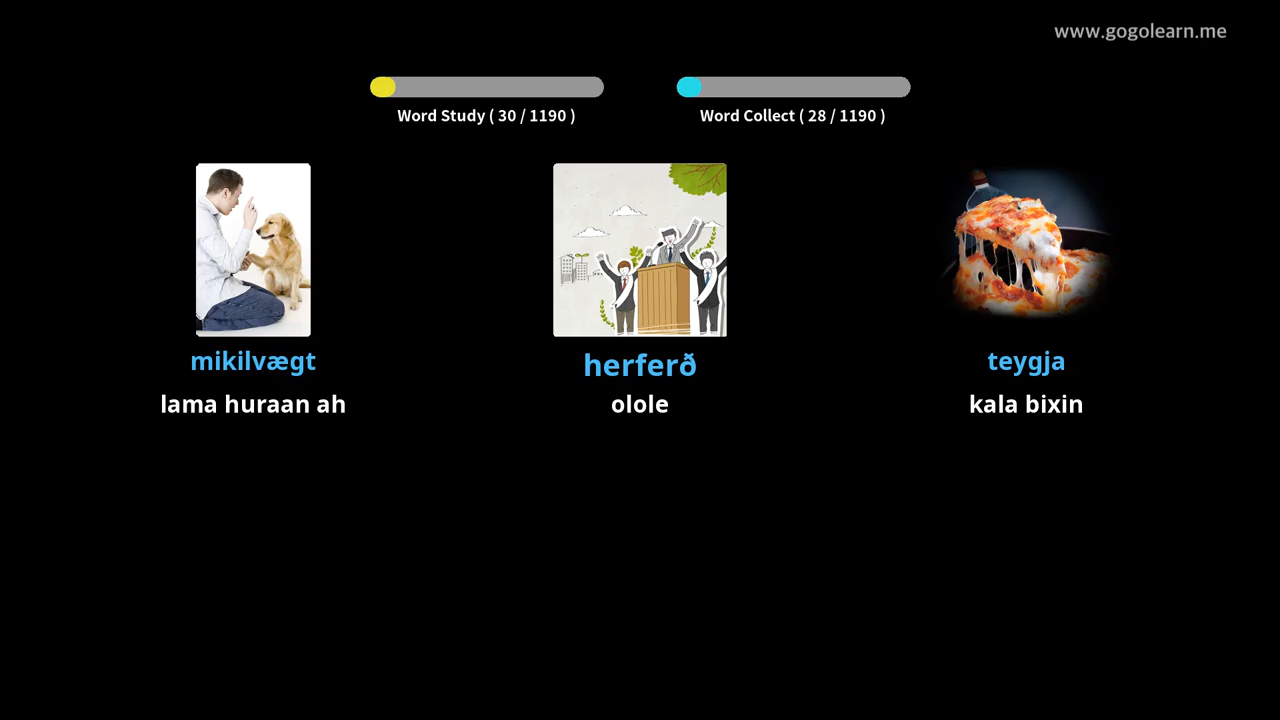 www.gogolearn.me
Word Study ( 30 / 1190 )
Word Collect ( 28 / 1190 )
mikilvægt
herferð
teygja
lama huraan ah
olole
kala bixin